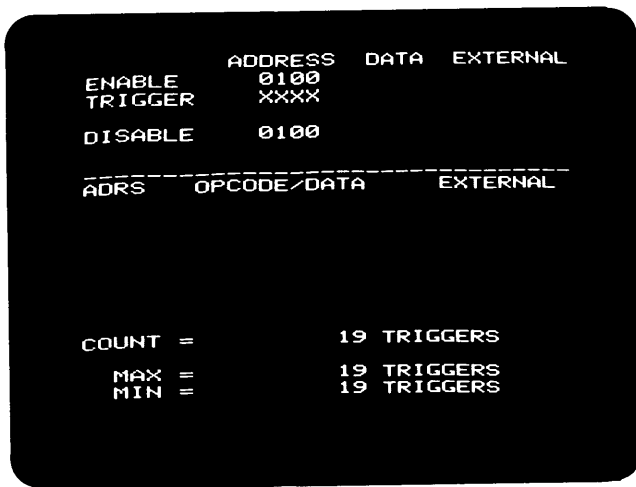 ADDRESS DATA EXTERNAL
ENABLE 0100
TRIGGER XXXX
DISABLE 0100
ADRS OPCODE/DATA EXTERNAL
COUNT = 19 TRIGGERS
MAX = 19 TRIGGERS
MIN = 19 TRIGGERS